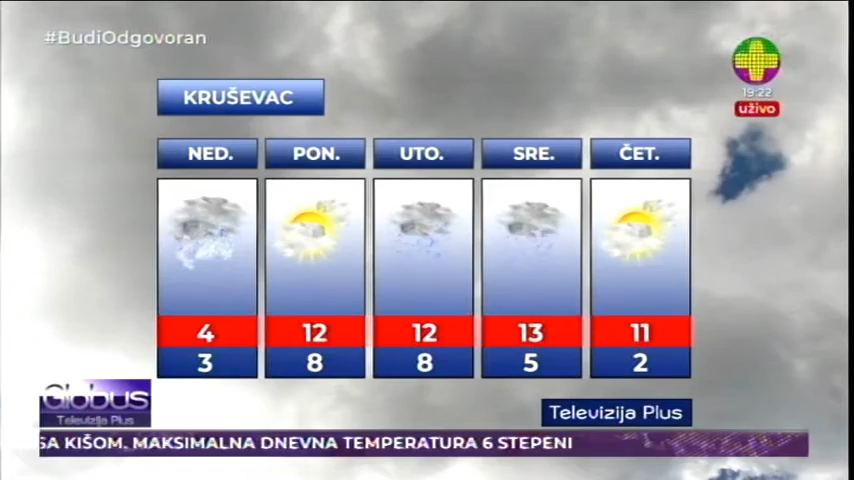 #BudiOdgovoran
19:22
uživo
KRUŠEVAC
NED. PON. UTO. SRE. ČET.
4 12 12 13 11
3 8 8 5 2
Globus
Televizija Plus
Televizija Plus
SA KIŠOM. MAKSIMALNA DNEVNA TEMPERATURA 6 STEPENI